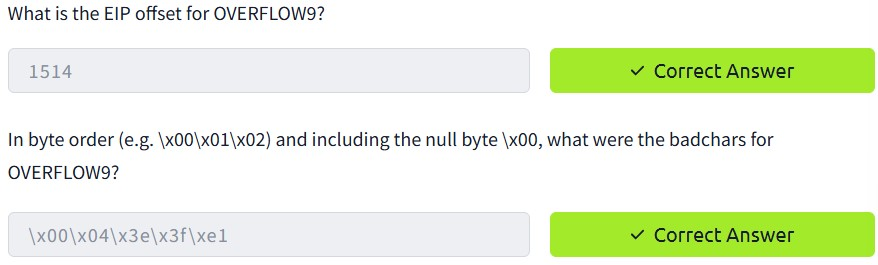 What is the EIP offset for OVERFLOW9?
1514
✓ Correct Answer
In byte order (e.g. \x00\x01\x02) and including the null byte \x00, what were the badchars for
OVERFLOW9?
\x00\x04\x3e\x3f\xe1
✓ Correct Answer